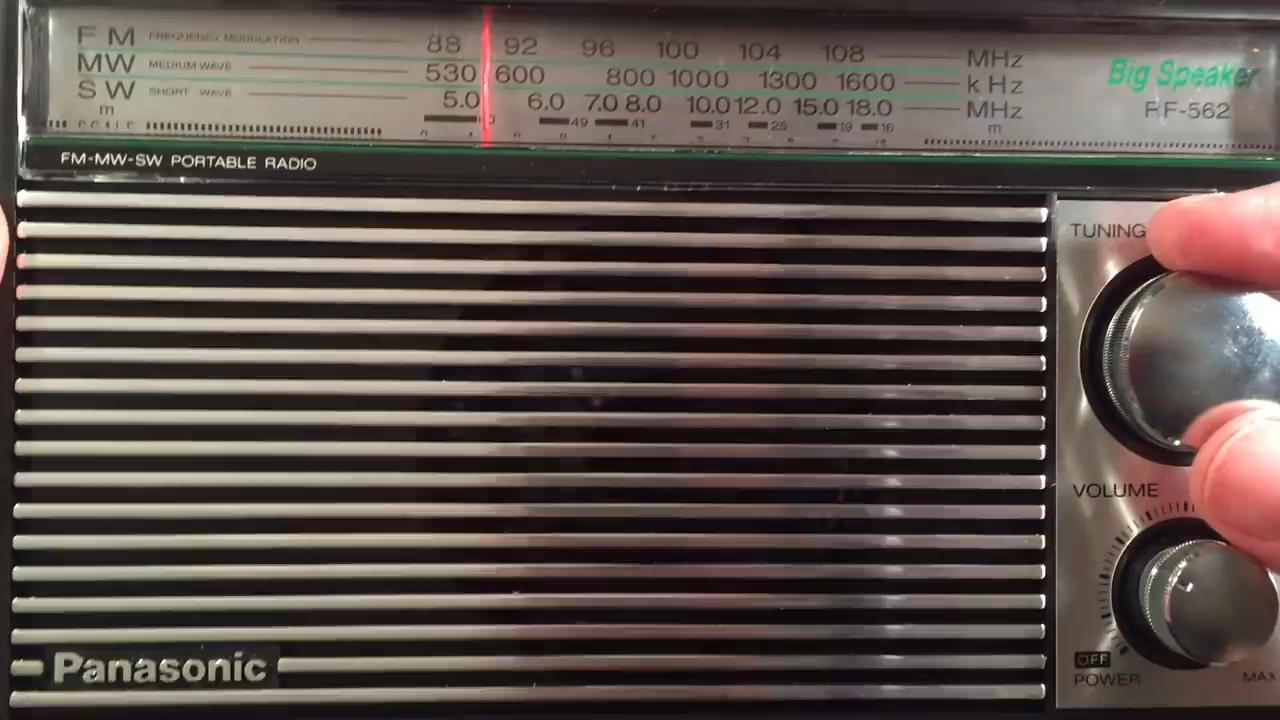 FM FREQUENCY MODULATION 88 92 96 100 104 108 MHz
MW MEDIUM WAVE 530 600 800 1000 1300 1600 kHz
SW SHORT WAVE 5.0 6.0 7.0 8.0 10.0 12.0 15.0 18.0 MHz
m 49 41 31 25 19 16 m
SCALE
Big Speaker
RF-562
FM-MW-SW PORTABLE RADIO
TUNING
VOLUME
OFF
POWER MAX
Panasonic